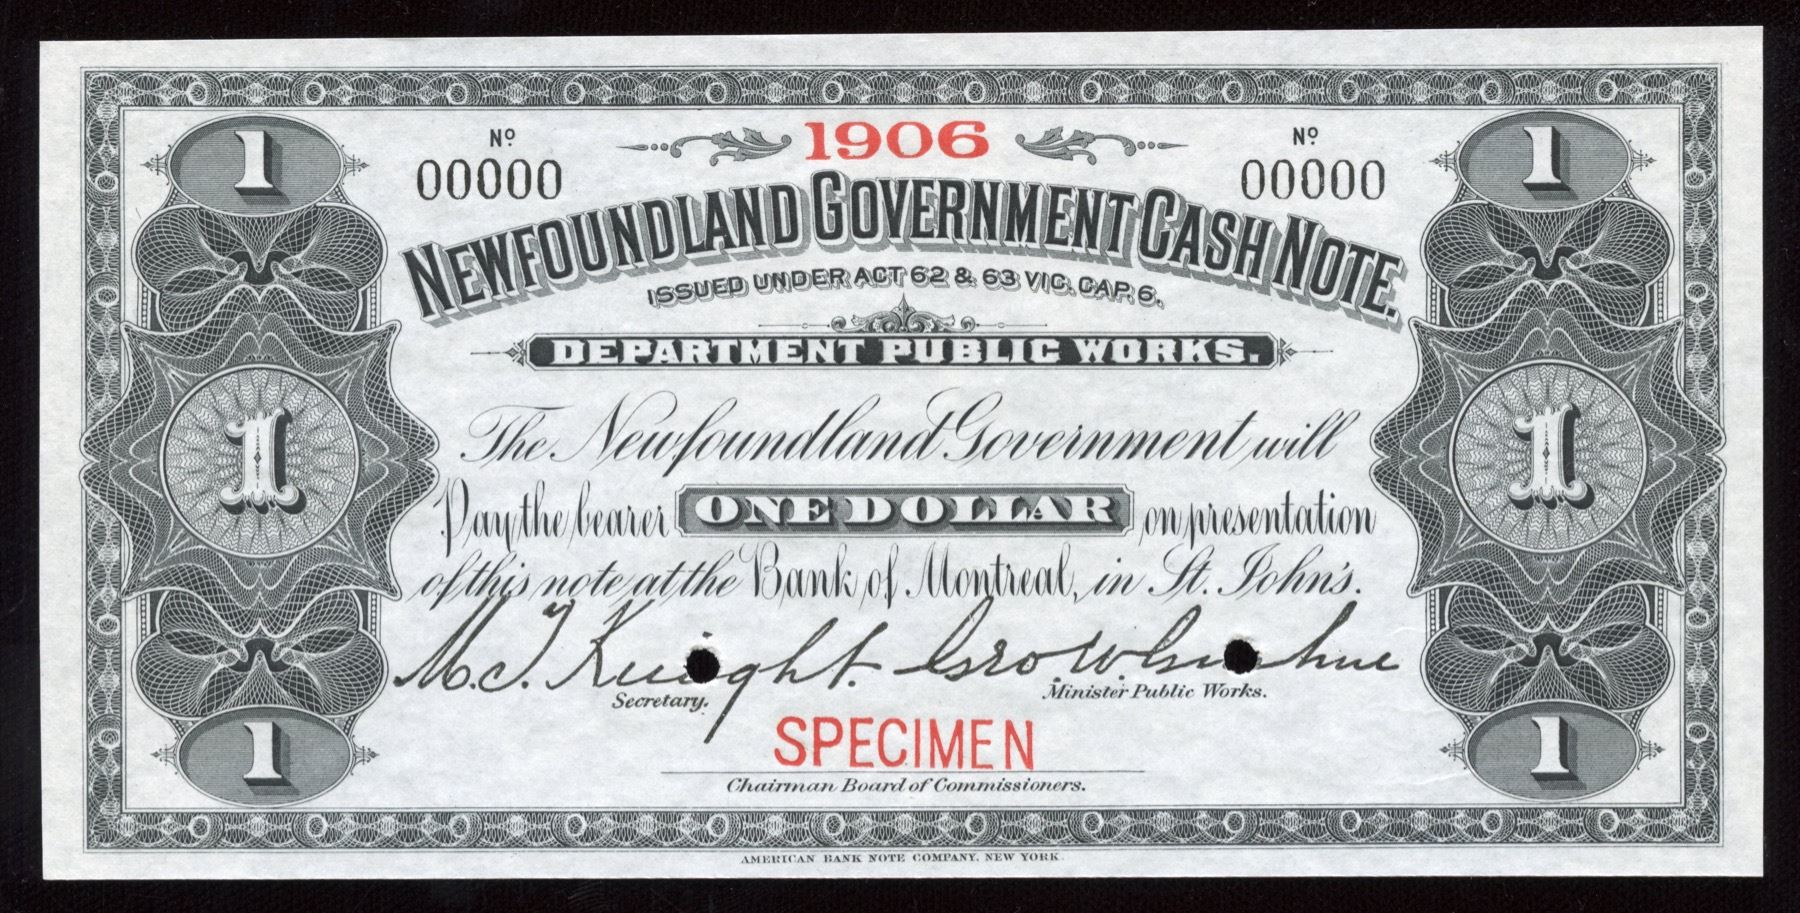 1 Nº 1906 Nº 1
00000 00000
NEWFOUNDLAND GOVERNMENT CASH NOTE.
ISSUED UNDER ACT 62 & 63 VIC. CAP. 6.
DEPARTMENT PUBLIC WORKS.
The Newfoundland Government will
1 1
Pay the bearer ONE DOLLAR on presentation
of this note at the Bank of Montreal, in St. John's.
Secretary. Minister Public Works.
1 SPECIMEN 1
Chairman Board of Commissioners.
AMERICAN BANK NOTE COMPANY, NEW YORK.